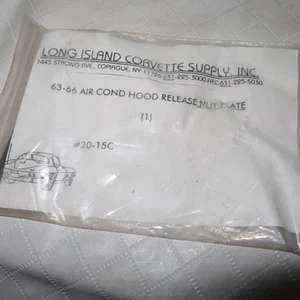 LONG ISLAND CORVETTE SUPPLY, INC.
1445 STRONG AVE, COPIAGUE, NY 11726 631-225-3000 FAX 631-225-5030
63-66 AIR COND HOOD RELEASE NUT PLATE
(1)
#20-15C